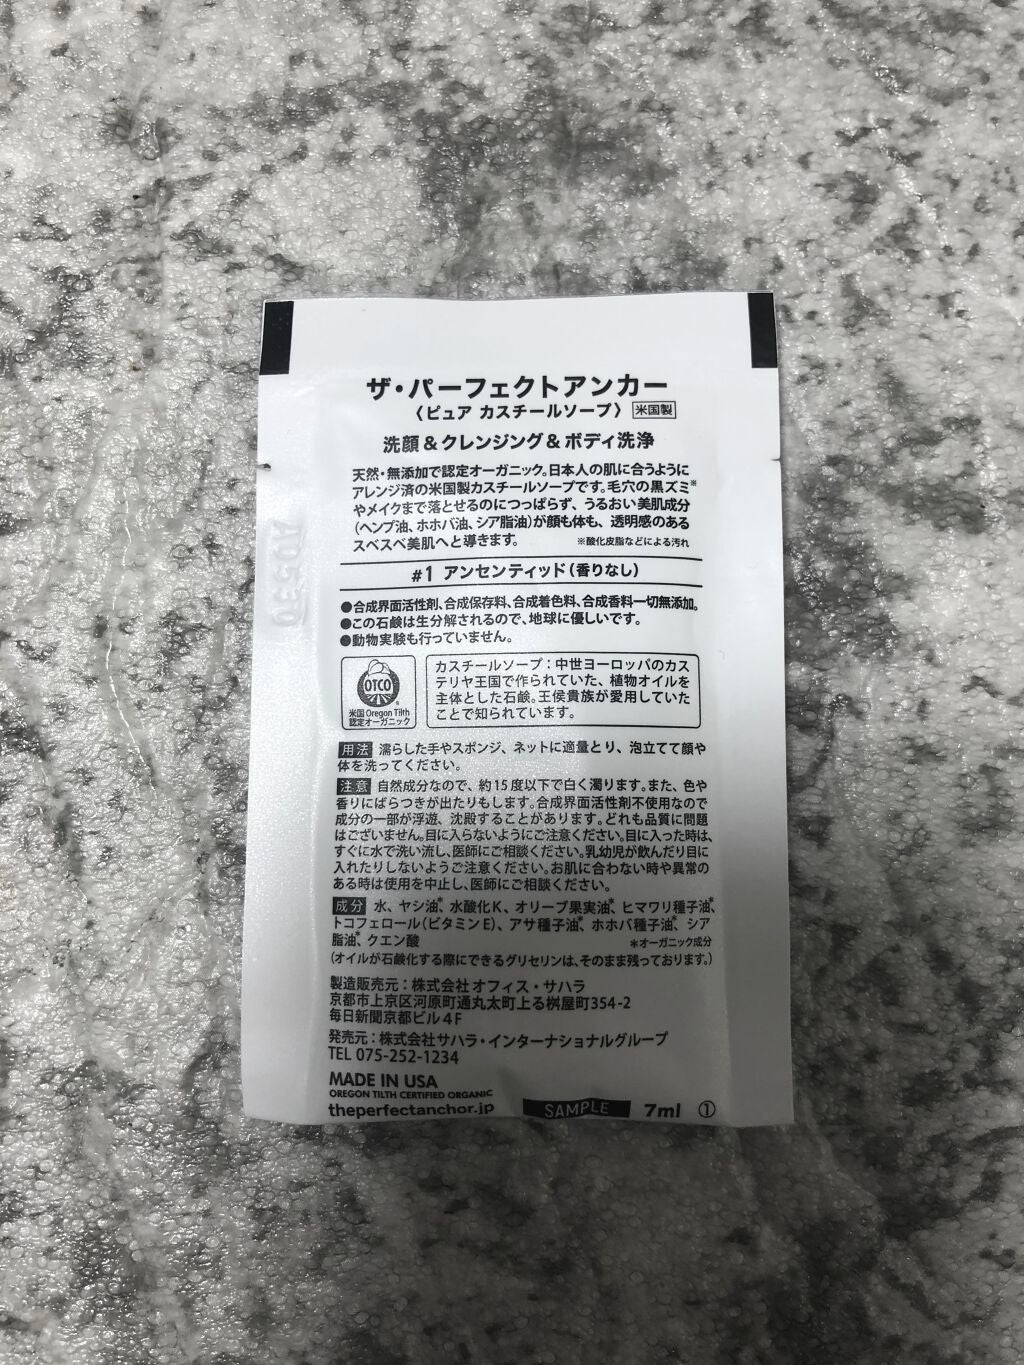 ザ・パーフェクトアンカー
〈ピュア カスチールソープ〉 米国製
洗顔&クレンジング&ボディ洗浄
天然・無添加で認定オーガニック。日本人の肌に合うように
アレンジ済の米国製カスチールソープです。毛穴の黒ズミ※
やメイクまで落とせるのにつっぱらず、うるおい美肌成分
(ヘンプ油、ホホバ油、シア脂油)が顔も体も、透明感のある
スベスベ美肌へと導きます。 ※酸化皮脂などによる汚れ
#1 アンセンティッド(香りなし)
●合成界面活性剤、合成保存料、合成着色料、合成香料一切無添加。
●この石鹸は生分解されるので、地球に優しいです。
●動物実験も行っていません。
OTCO
米国 Oregon Tilth
認定オーガニック
カスチールソープ:中世ヨーロッパのカス
テリヤ王国で作られていた、植物オイルを
主体とした石鹸。王侯貴族が愛用していた
ことで知られています。
用法 濡らした手やスポンジ、ネットに適量とり、泡立てて顔や
体を洗ってください。
注意 自然成分なので、約15度以下で白く濁ります。また、色や
香りにばらつきが出たりもします。合成界面活性剤不使用なので
成分の一部が浮遊、沈殿することがあります。どれも品質に問題
はございません。目に入らないようにご注意ください。目に入った時は、
すぐに水で洗い流し、医師にご相談ください。乳幼児が飲んだり目に
入れたりしないようご注意ください。お肌に合わない時や異常の
ある時は使用を中止し、医師にご相談ください。
成分 水、ヤシ油*、水酸化K、オリーブ果実油*、ヒマワリ種子油*、
トコフェロール(ビタミンE)、アサ種子油*、ホホバ種子油*、シア
脂油*、クエン酸 *オーガニック成分
(オイルが石鹸化する際にできるグリセリンは、そのまま残っております。)
製造販売元:株式会社オフィス・サハラ
京都市上京区河原町通丸太町上る桝屋町354-2
毎日新聞京都ビル4F
発売元:株式会社サハラ・インターナショナルグループ
TEL 075-252-1234
MADE IN USA
OREGON TILTH CERTIFIED ORGANIC
theperfectanchor.jp SAMPLE 7ml ①